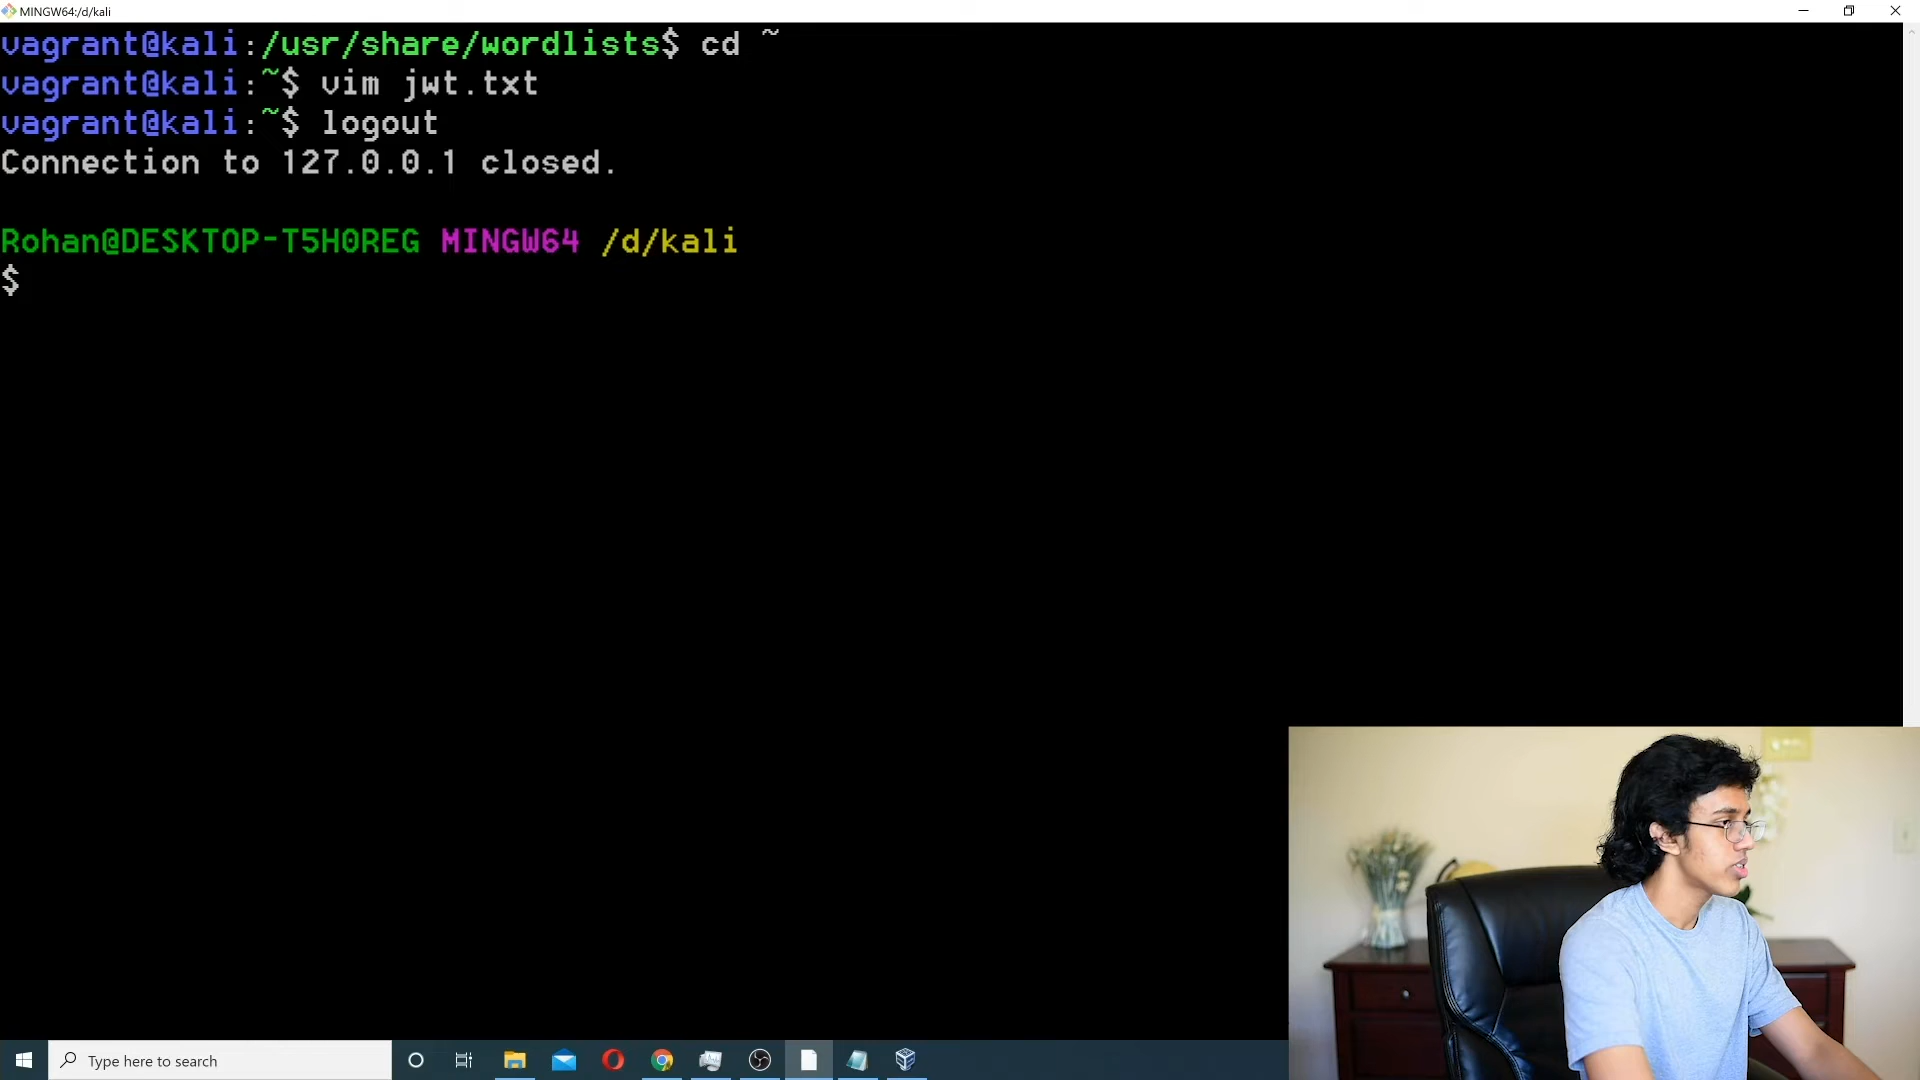 MINGW64:/d/kali
vagrant@kali:/usr/share/wordlists$ cd ~
vagrant@kali:~$ vim jwt.txt
vagrant@kali:~$ logout
Connection to 127.0.0.1 closed.
Rohan@DESKTOP-T5H0REG MINGW64 /d/kali
$
Type here to search